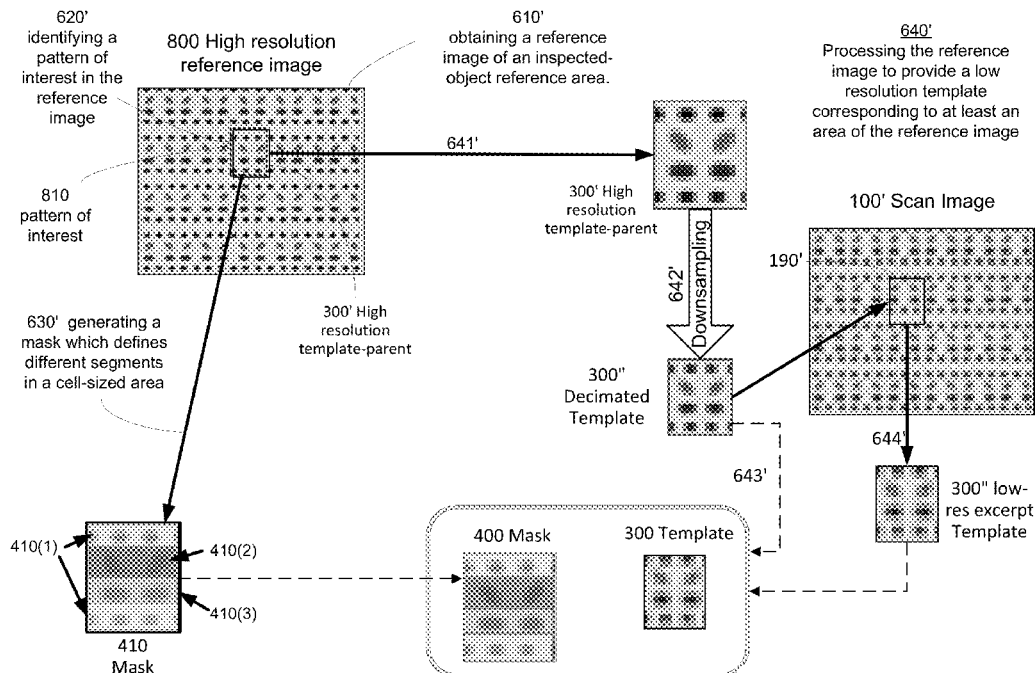 620'
identifying a
pattern of
interest in the
reference
image
800 High resolution
reference image
610'
obtaining a reference
image of an inspected-
object reference area.
640'
Processing the reference
image to provide a low
resolution template
corresponding to at least an
area of the reference image
641'
810
pattern of
interest
300' High
resolution
template-parent
100' Scan Image
190'
642'
Downsampling
300' High
resolution
template-parent
630' generating a
mask which defines
different segments
in a cell-sized area
300"
Decimated
Template
643'
644'
300" low-
res excerpt
Template
410(1)
410(2)
410(3)
410
Mask
400 Mask
300 Template